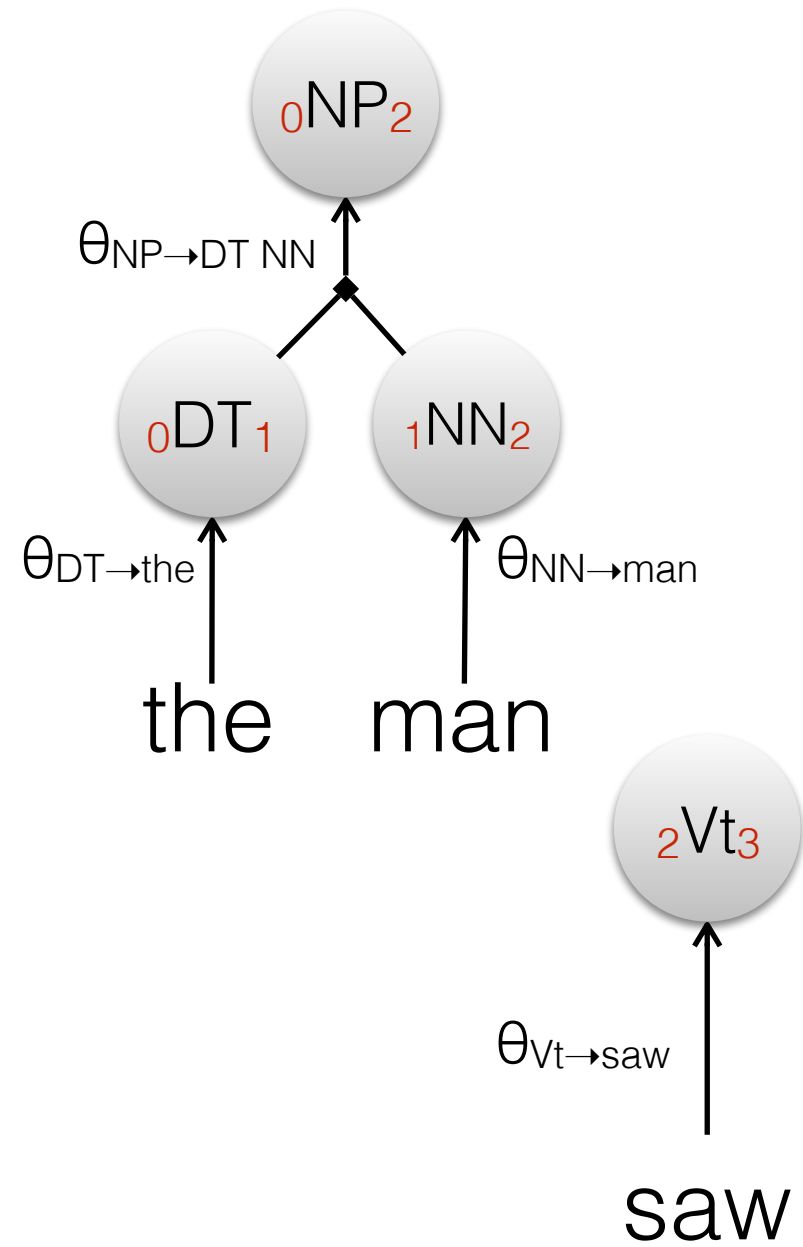 ₀NP₂
θNP→DT NN
₀DT₁ ₁NN₂
θDT→the θNN→man
the man
₂Vt₃
θVt→saw
saw